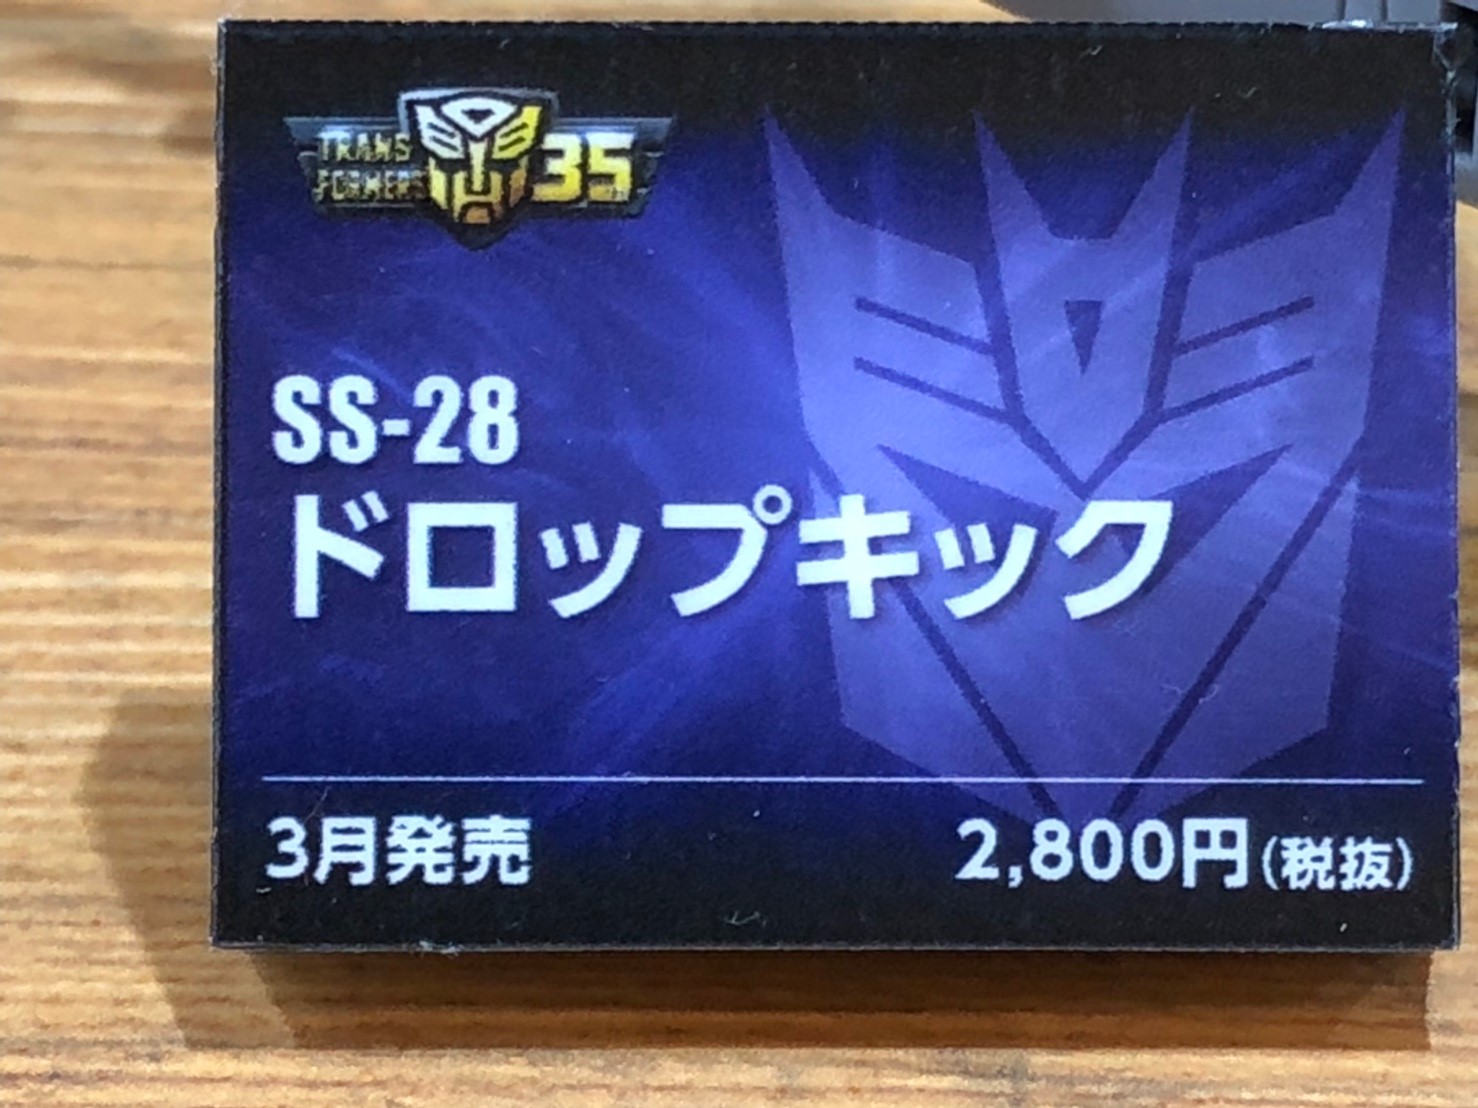 TRANS
FORMERS
35
SS-28
ドロップキック
3月発売
2,800円(税抜)